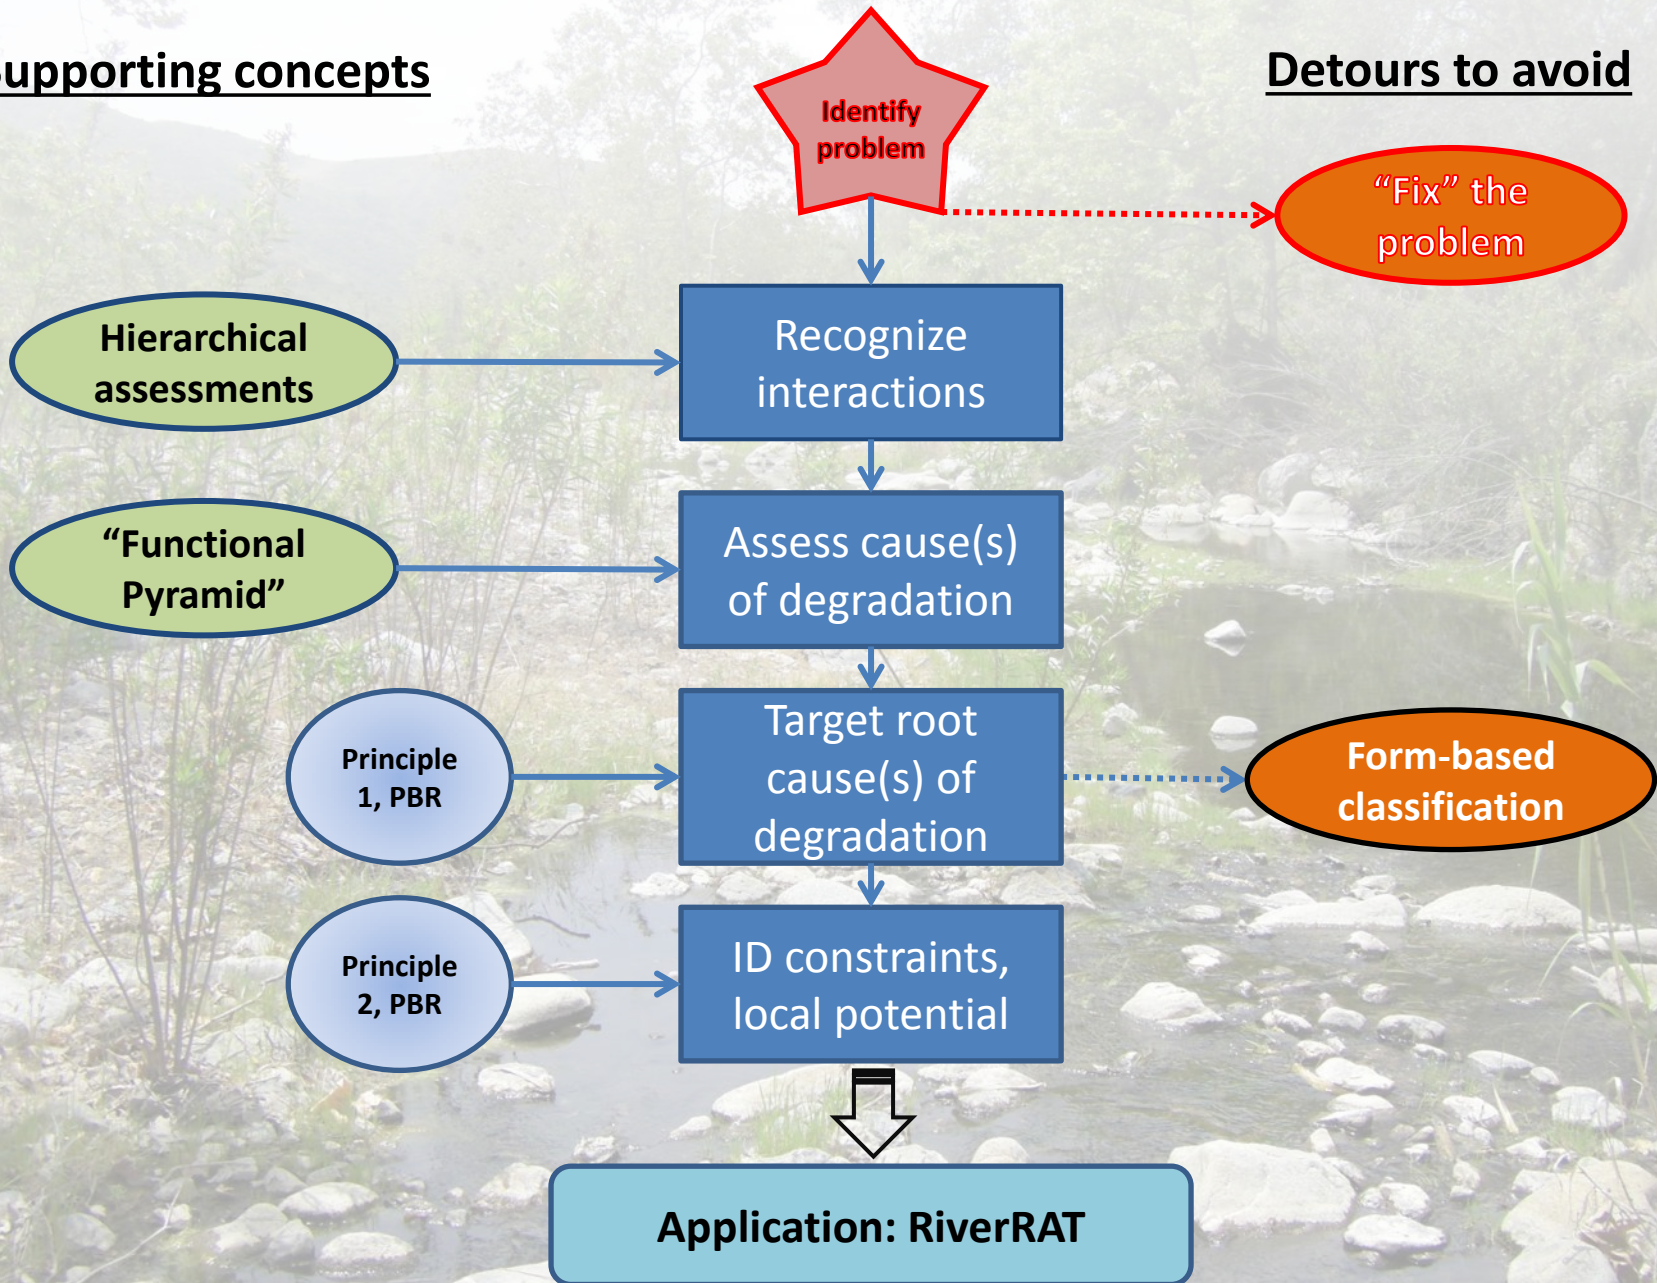 upporting concepts
Detours to avoid
Identify
problem
“Fix” the
problem
Hierarchical
assessments
Recognize
interactions
“Functional
Pyramid”
Assess cause(s)
of degradation
Principle
1, PBR
Target root
cause(s) of
degradation
Form-based
classification
Principle
2, PBR
ID constraints,
local potential
Application: RiverRAT